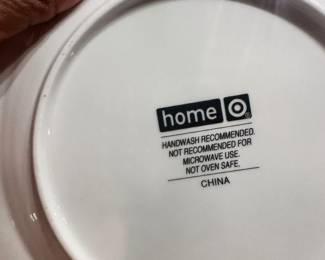 home ®
HANDWASH RECOMMENDED.
NOT RECOMMENDED FOR
MICROWAVE USE.
NOT OVEN SAFE.
CHINA